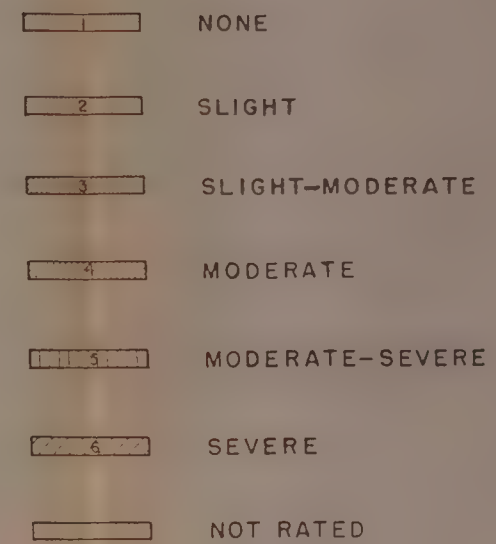 1 NONE
2 SLIGHT
3 SLIGHT-MODERATE
4 MODERATE
5 MODERATE-SEVERE
6 SEVERE
NOT RATED